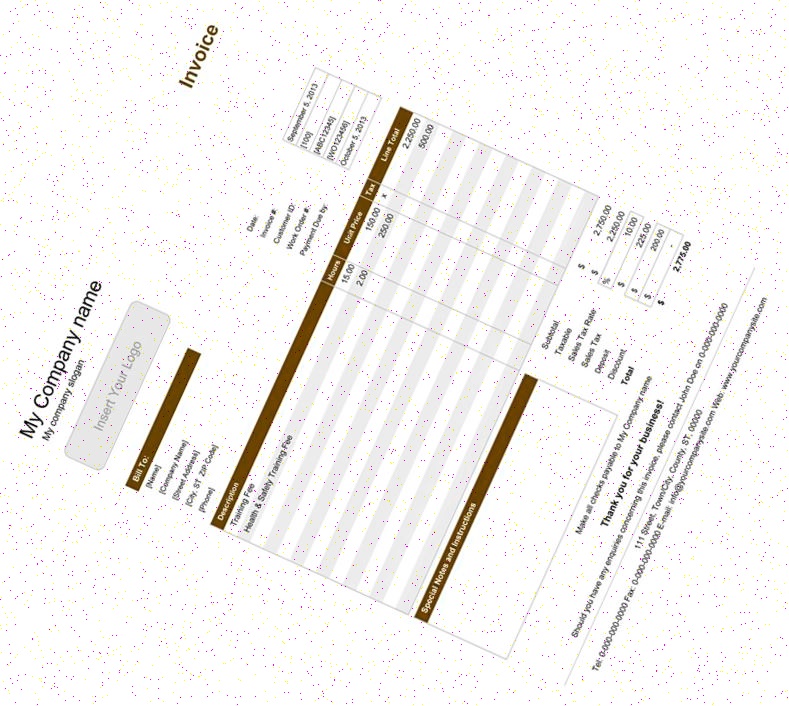 Invoice
My Company name
My company slogan
Insert Your Logo
Date: September 5, 2013
Invoice #: [100]
Customer ID: [ABC12345]
Work Order #: [WO123456]
Payment Due by: October 5, 2013
Bill To:
[Name]
[Company Name]
[Street Address]
[City, ST ZIP Code]
[Phone]
Description Hours Unit Price Tax Line Total
Training Fee 15.00 150.00 x 2,250.00
Health & Safety Training Fee 2.00 250.00 500.00
Subtotal $ 2,750.00
Taxable $ 2,250.00
Sales Tax Rate % 10.00
Sales Tax $ 225.00
Deposit $ 200.00
Discount $ -
Total $ 2,775.00
Special Notes and Instructions
Make all checks payable to My Company name
Thank you for your business!
Should you have any enquiries concerning this invoice, please contact John Doe on 0-000-000-0000
111 Street, Town/City, County, ST, 00000
Tel: 0-000-000-0000 Fax: 0-000-000-0000 E-mail: info@yourcompanysite.com Web: www.yourcompanysite.com